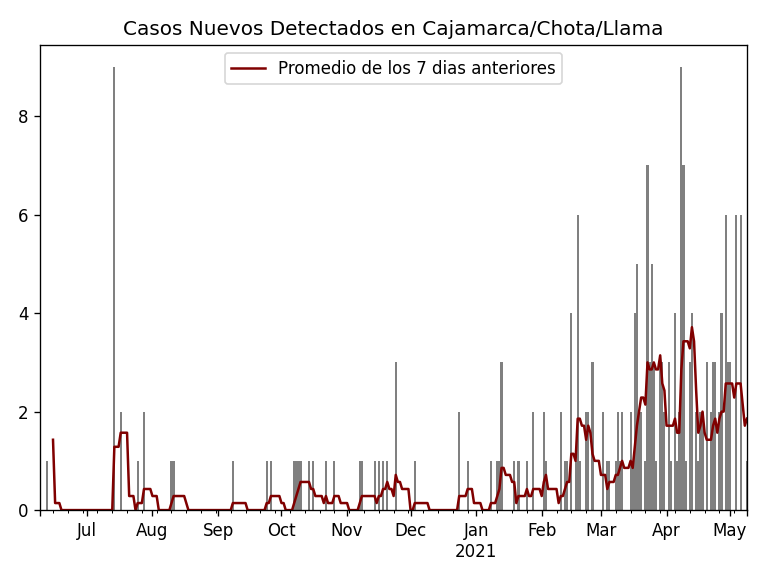 Casos Nuevos Detectados en Cajamarca/Chota/Llama
Promedio de los 7 dias anteriores
8
6
4
2
0
Jul Aug Sep Oct Nov Dec Jan Feb Mar Apr May
2021